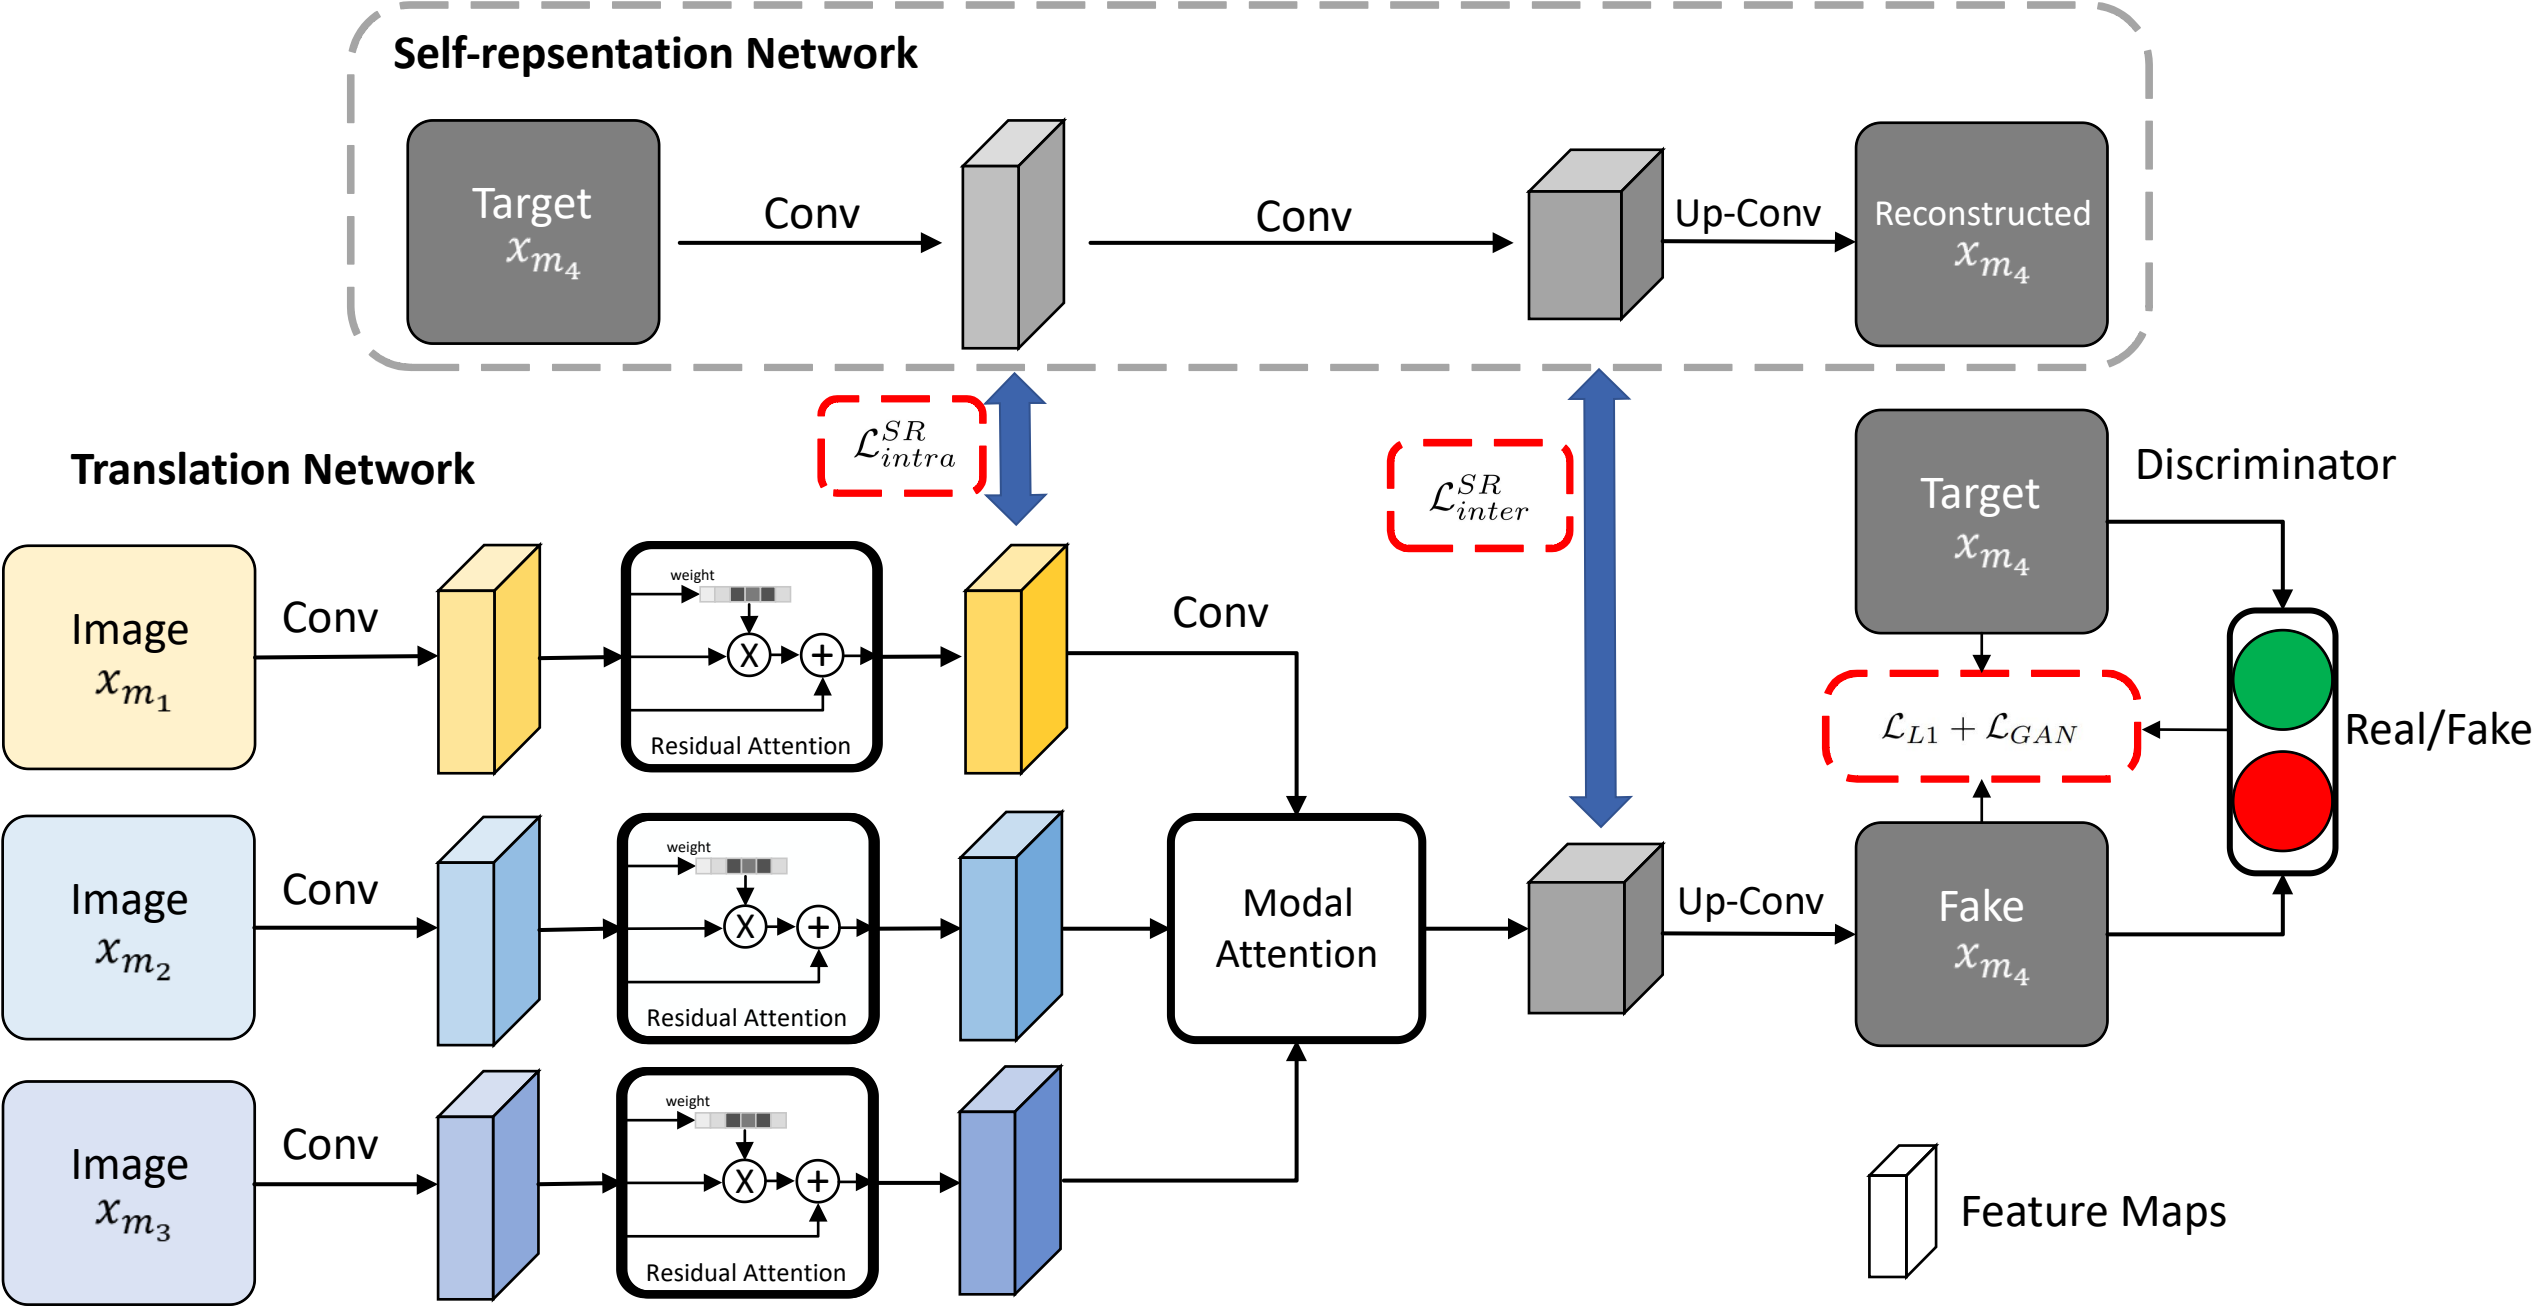 Self-repsentation Network
Target
x_{m_4}
Conv
Conv
Up-Conv
Reconstructed
x_{m_4}
\mathcal{L}_{intra}^{SR}
\mathcal{L}_{inter}^{SR}
Translation Network
Target
x_{m_4}
Discriminator
Image
x_{m_1}
Conv
weight
X
+
Residual Attention
Conv
\mathcal{L}_{L1} + \mathcal{L}_{GAN}
Real/Fake
Image
x_{m_2}
Conv
weight
X
+
Residual Attention
Modal
Attention
Up-Conv
Fake
x_{m_4}
Image
x_{m_3}
Conv
weight
X
+
Residual Attention
Feature Maps